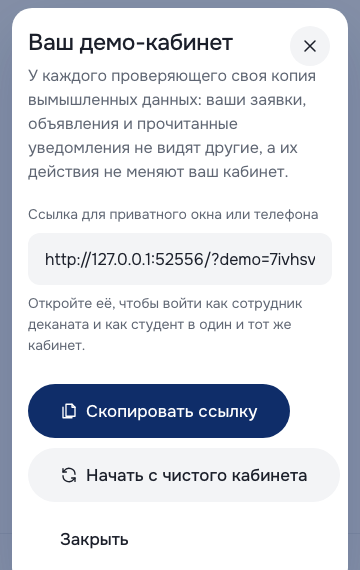 Ваш демо-кабинет
У каждого проверяющего своя копия
вымышленных данных: ваши заявки,
объявления и прочитанные
уведомления не видят другие, а их
действия не меняют ваш кабинет.
Ссылка для приватного окна или телефона
http://127.0.0.1:52556/?demo=7ivhsv
Откройте её, чтобы войти как сотрудник
деканата и как студент в один и тот же
кабинет.
Скопировать ссылку
Начать с чистого кабинета
Закрыть